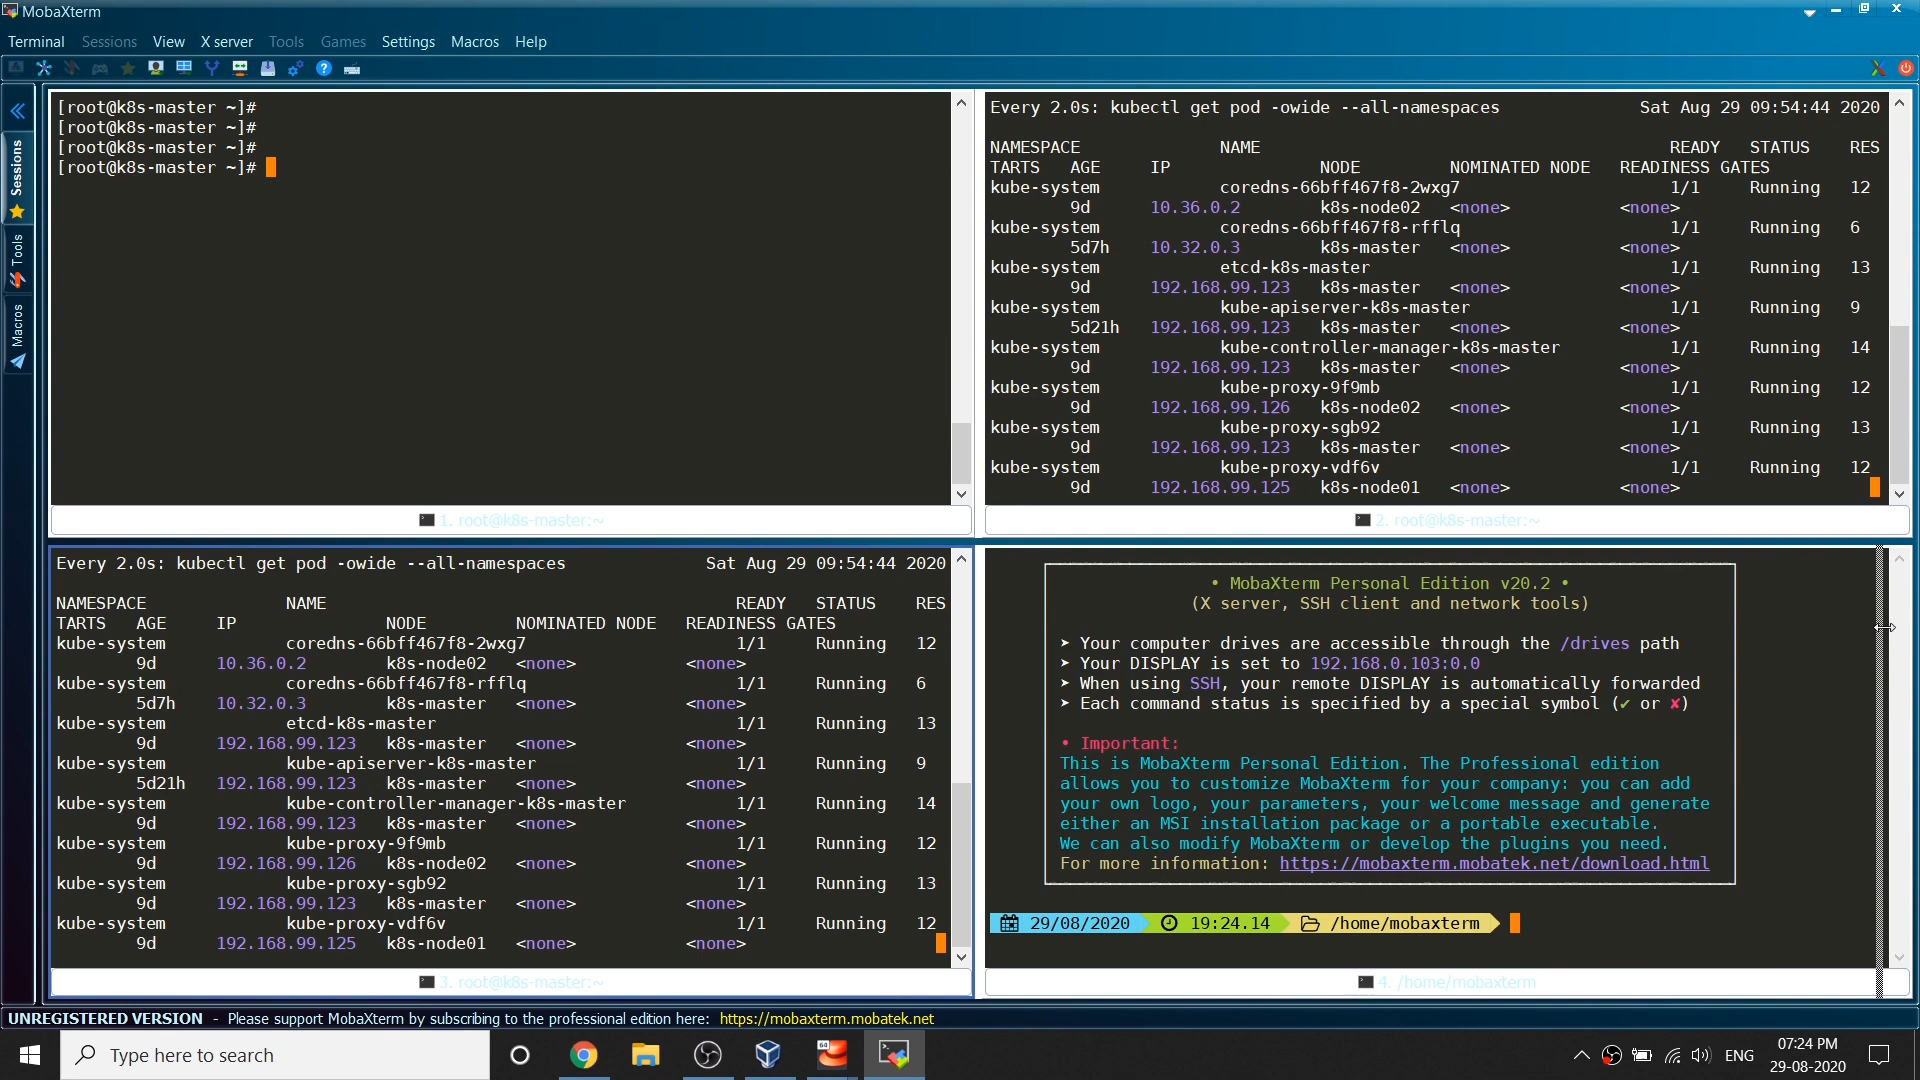 MobaXterm
Terminal Sessions View X server Tools Games Settings Macros Help
Sessions
Tools
Macros
[root@k8s-master ~]#
[root@k8s-master ~]#
[root@k8s-master ~]#
[root@k8s-master ~]#
1. root@k8s-master:~
Every 2.0s: kubectl get pod -owide --all-namespaces Sat Aug 29 09:54:44 2020
NAMESPACE NAME READY STATUS RES
TARTS AGE IP NODE NOMINATED NODE READINESS GATES
kube-system coredns-66bff467f8-2wxg7 1/1 Running 12
9d 10.36.0.2 k8s-node02 <none> <none>
kube-system coredns-66bff467f8-rfflq 1/1 Running 6
5d7h 10.32.0.3 k8s-master <none> <none>
kube-system etcd-k8s-master 1/1 Running 13
9d 192.168.99.123 k8s-master <none> <none>
kube-system kube-apiserver-k8s-master 1/1 Running 9
5d21h 192.168.99.123 k8s-master <none> <none>
kube-system kube-controller-manager-k8s-master 1/1 Running 14
9d 192.168.99.123 k8s-master <none> <none>
kube-system kube-proxy-9f9mb 1/1 Running 12
9d 192.168.99.126 k8s-node02 <none> <none>
kube-system kube-proxy-sgb92 1/1 Running 13
9d 192.168.99.123 k8s-master <none> <none>
kube-system kube-proxy-vdf6v 1/1 Running 12
9d 192.168.99.125 k8s-node01 <none> <none>
2. root@k8s-master:~
Every 2.0s: kubectl get pod -owide --all-namespaces Sat Aug 29 09:54:44 2020
NAMESPACE NAME READY STATUS RES
TARTS AGE IP NODE NOMINATED NODE READINESS GATES
kube-system coredns-66bff467f8-2wxg7 1/1 Running 12
9d 10.36.0.2 k8s-node02 <none> <none>
kube-system coredns-66bff467f8-rfflq 1/1 Running 6
5d7h 10.32.0.3 k8s-master <none> <none>
kube-system etcd-k8s-master 1/1 Running 13
9d 192.168.99.123 k8s-master <none> <none>
kube-system kube-apiserver-k8s-master 1/1 Running 9
5d21h 192.168.99.123 k8s-master <none> <none>
kube-system kube-controller-manager-k8s-master 1/1 Running 14
9d 192.168.99.123 k8s-master <none> <none>
kube-system kube-proxy-9f9mb 1/1 Running 12
9d 192.168.99.126 k8s-node02 <none> <none>
kube-system kube-proxy-sgb92 1/1 Running 13
9d 192.168.99.123 k8s-master <none> <none>
kube-system kube-proxy-vdf6v 1/1 Running 12
9d 192.168.99.125 k8s-node01 <none> <none>
3. root@k8s-master:~
• MobaXterm Personal Edition v20.2 •
(X server, SSH client and network tools)
➤ Your computer drives are accessible through the /drives path
➤ Your DISPLAY is set to 192.168.0.103:0.0
➤ When using SSH, your remote DISPLAY is automatically forwarded
➤ Each command status is specified by a special symbol (✔ or ✘)
• Important:
This is MobaXterm Personal Edition. The Professional edition
allows you to customize MobaXterm for your company: you can add
your own logo, your parameters, your welcome message and generate
either an MSI installation package or a portable executable.
We can also modify MobaXterm or develop the plugins you need.
For more information: https://mobaxterm.mobatek.net/download.html
29/08/2020 19:24.14 /home/mobaxterm
4. /home/mobaxterm
UNREGISTERED VERSION - Please support MobaXterm by subscribing to the professional edition here: https://mobaxterm.mobatek.net
Type here to search
64
ENG
07:24 PM
29-08-2020